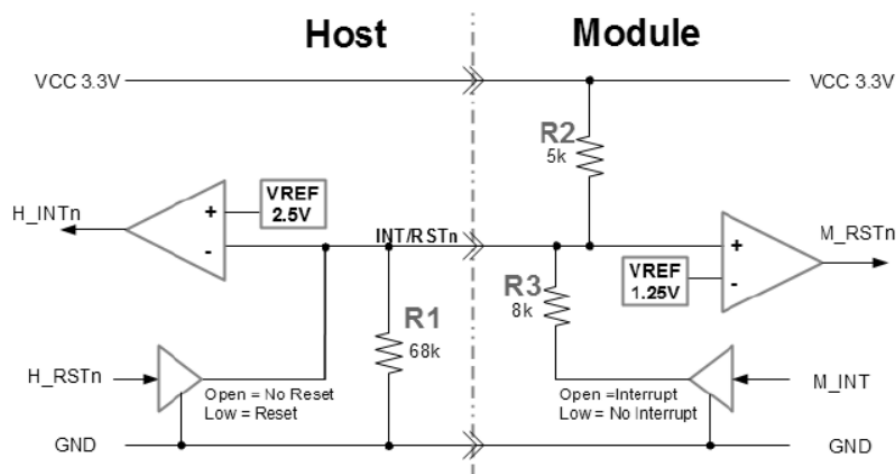 Host
Module
VCC 3.3V
VCC 3.3V
R2
5k
H_INTn
+
-
VREF
2.5V
INT/RSTn
+
-
M_RSTn
VREF
1.25V
R3
8k
R1
68k
H_RSTn
Open = No Reset
Low = Reset
Open =Interrupt
Low = No Interrupt
M_INT
GND
GND